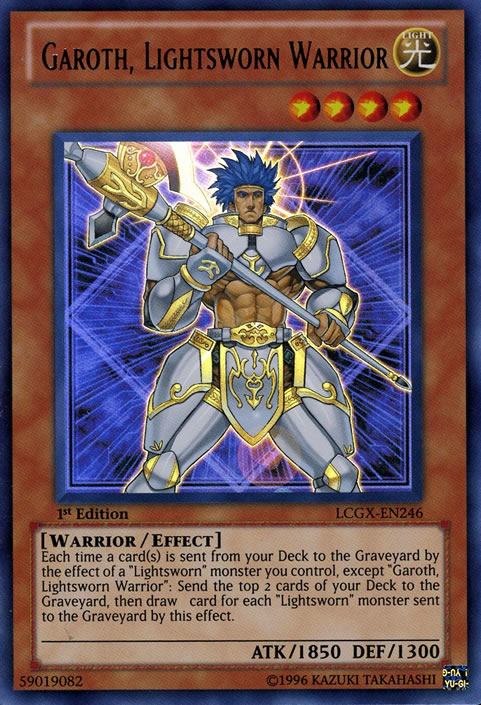 GAROTH, LIGHTSWORN WARRIOR
LIGHT
光
1st Edition
LCGX-EN246
[WARRIOR / EFFECT]
Each time a card(s) is sent from your Deck to the Graveyard by
the effect of a "Lightsworn" monster you control, except "Garoth,
Lightsworn Warrior": Send the top 2 cards of your Deck to the
Graveyard, then draw card for each "Lightsworn" monster sent
to the Graveyard by this effect.
ATK/1850 DEF/1300
59019082
©1996 KAZUKI TAKAHASHI